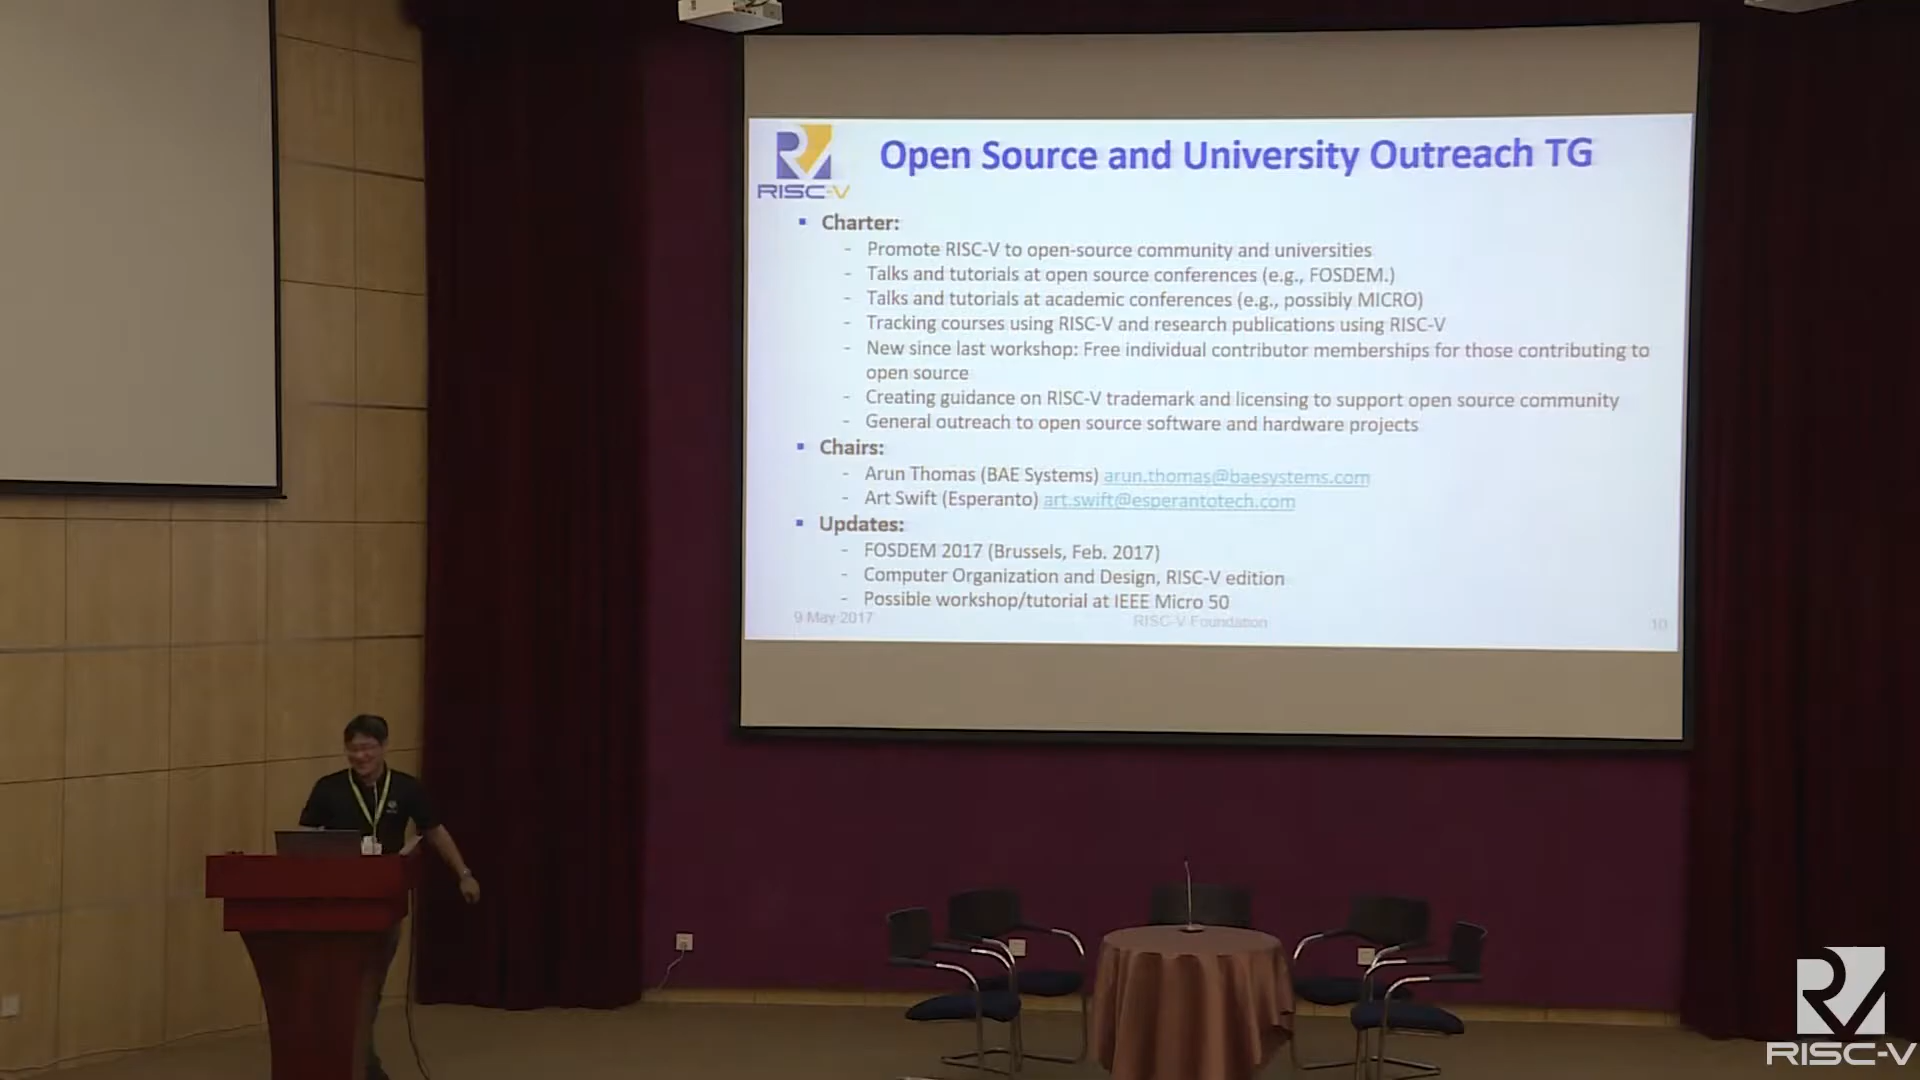 RISC-V
Open Source and University Outreach TG
▪ Charter:
- Promote RISC-V to open-source community and universities
- Talks and tutorials at open source conferences (e.g., FOSDEM.)
- Talks and tutorials at academic conferences (e.g., possibly MICRO)
- Tracking courses using RISC-V and research publications using RISC-V
- New since last workshop: Free individual contributor memberships for those contributing to
open source
- Creating guidance on RISC-V trademark and licensing to support open source community
- General outreach to open source software and hardware projects
▪ Chairs:
- Arun Thomas (BAE Systems) arun.thomas@baesystems.com
- Art Swift (Esperanto) art.swift@esperantotech.com
▪ Updates:
- FOSDEM 2017 (Brussels, Feb. 2017)
- Computer Organization and Design, RISC-V edition
- Possible workshop/tutorial at IEEE Micro 50
9 May 2017 RISC-V Foundation 10
RISC-V